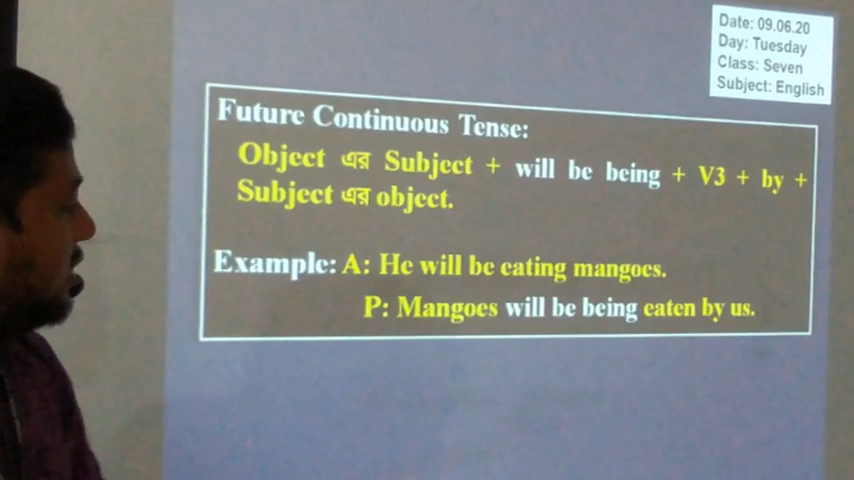 Date: 09.06.20
Day: Tuesday
Class: Seven
Subject: English
Future Continuous Tense:
Object এর Subject + will be being + V3 + by +
Subject এর object.
Example: A: He will be eating mangoes.
P: Mangoes will be being eaten by us.